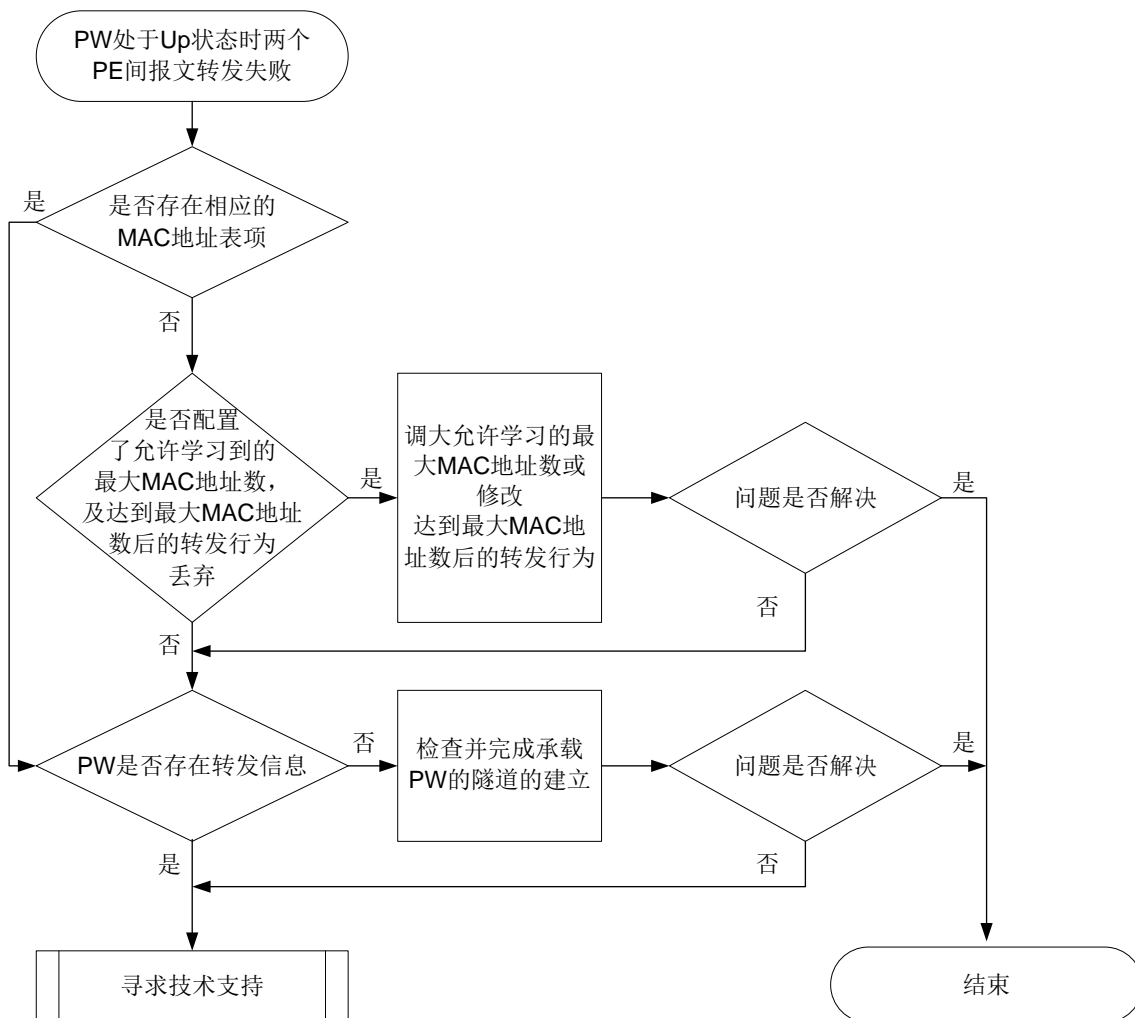 PW处于Up状态时两个
PE间报文转发失败
是
是否存在相应的
MAC地址表项
否
是否配置
了允许学习到的
最大MAC地址数，
及达到最大MAC地址
数后的转发行为
丢弃
是
调大允许学习的最
大MAC地址数或
修改
达到最大MAC地
址数后的转发行为
问题是否解决
是
否
否
PW是否存在转发信息
否
检查并完成承载
PW的隧道的建立
问题是否解决
是
是
否
寻求技术支持
结束